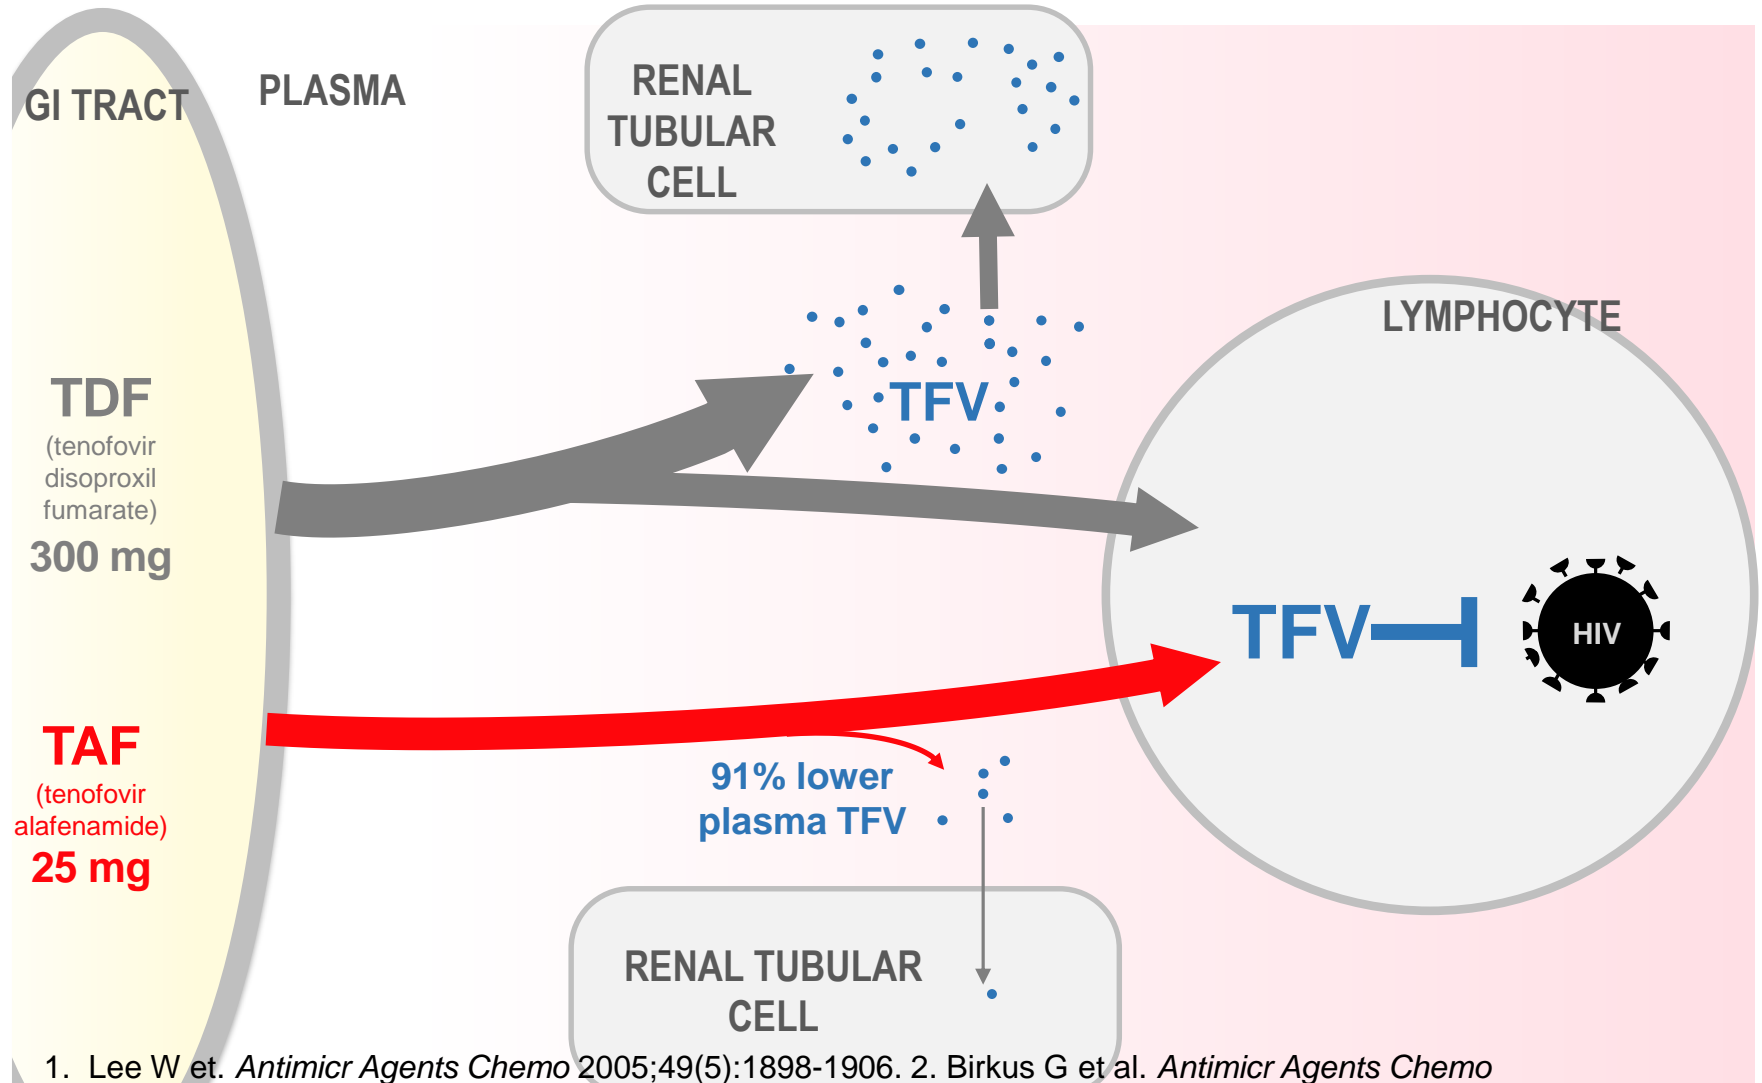 GI TRACT
PLASMA
RENAL
TUBULAR
CELL
LYMPHOCYTE
TDF
(tenofovir
disoproxil
fumarate)
300 mg
TFV
TFV
HIV
TAF
(tenofovir
alafenamide)
25 mg
91% lower
plasma TFV
RENAL TUBULAR
CELL
1. Lee W et. Antimicr Agents Chemo 2005;49(5):1898-1906. 2. Birkus G et al. Antimicr Agents Chemo